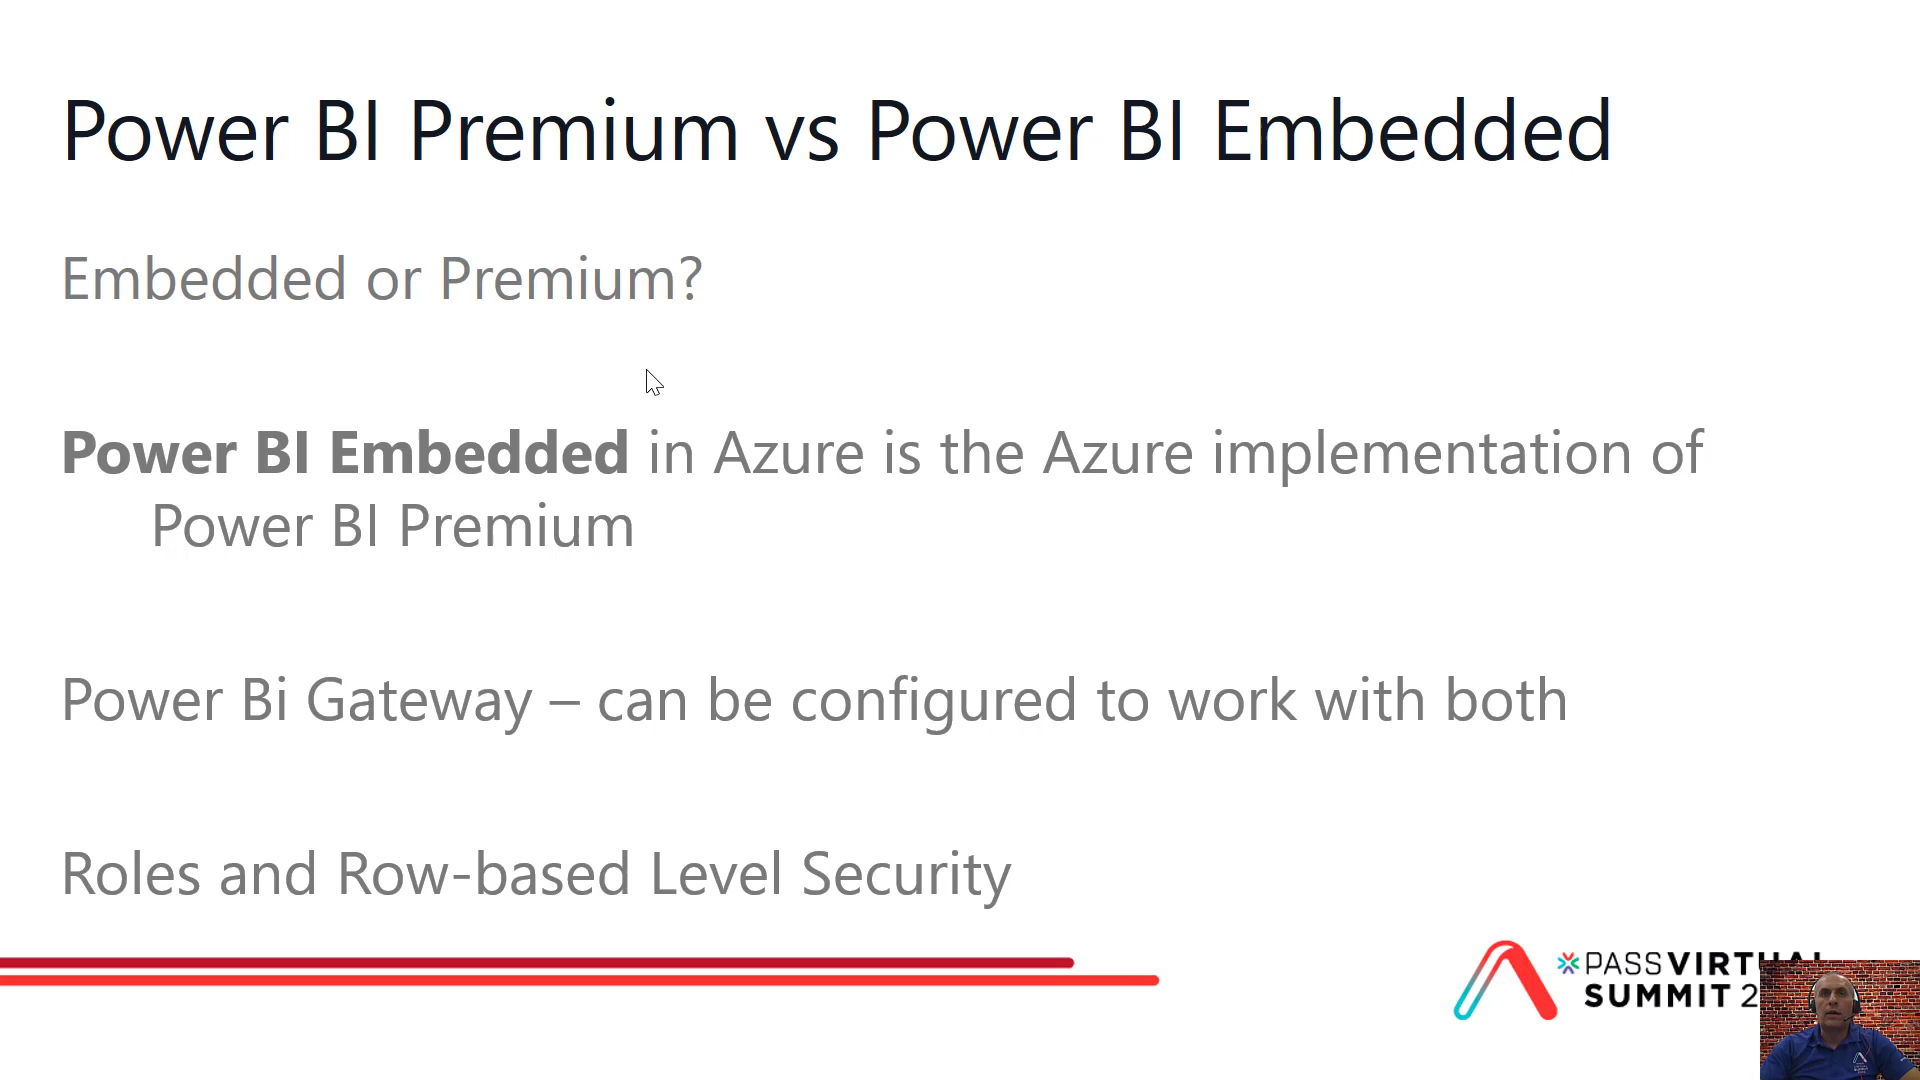 Power BI Premium vs Power BI Embedded
Embedded or Premium?
Power BI Embedded in Azure is the Azure implementation of
Power BI Premium
Power Bi Gateway – can be configured to work with both
Roles and Row-based Level Security
PASS VIRTUAL
SUMMIT 2